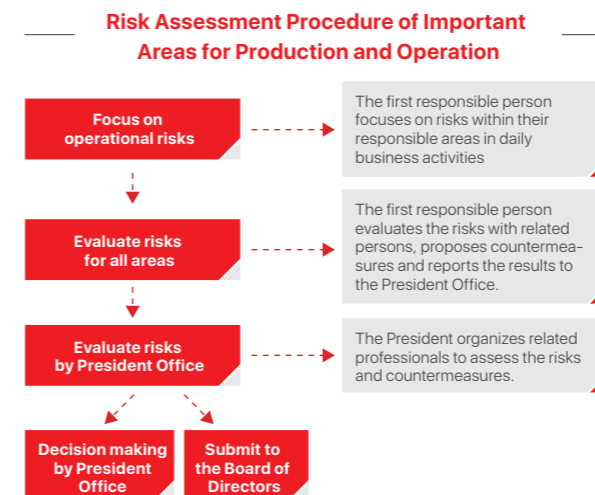 Risk Assessment Procedure of Important
Areas for Production and Operation
Focus on
operational risks
The first responsible person
focuses on risks within their
responsible areas in daily
business activities
Evaluate risks
for all areas
The first responsible person
evaluates the risks with related
persons, proposes countermea-
sures and reports the results to
the President Office.
Evaluate risks
by President Office
The President organizes related
professionals to assess the risks
and countermeasures.
Decision making
by President
Office
Submit to
the Board of
Directors